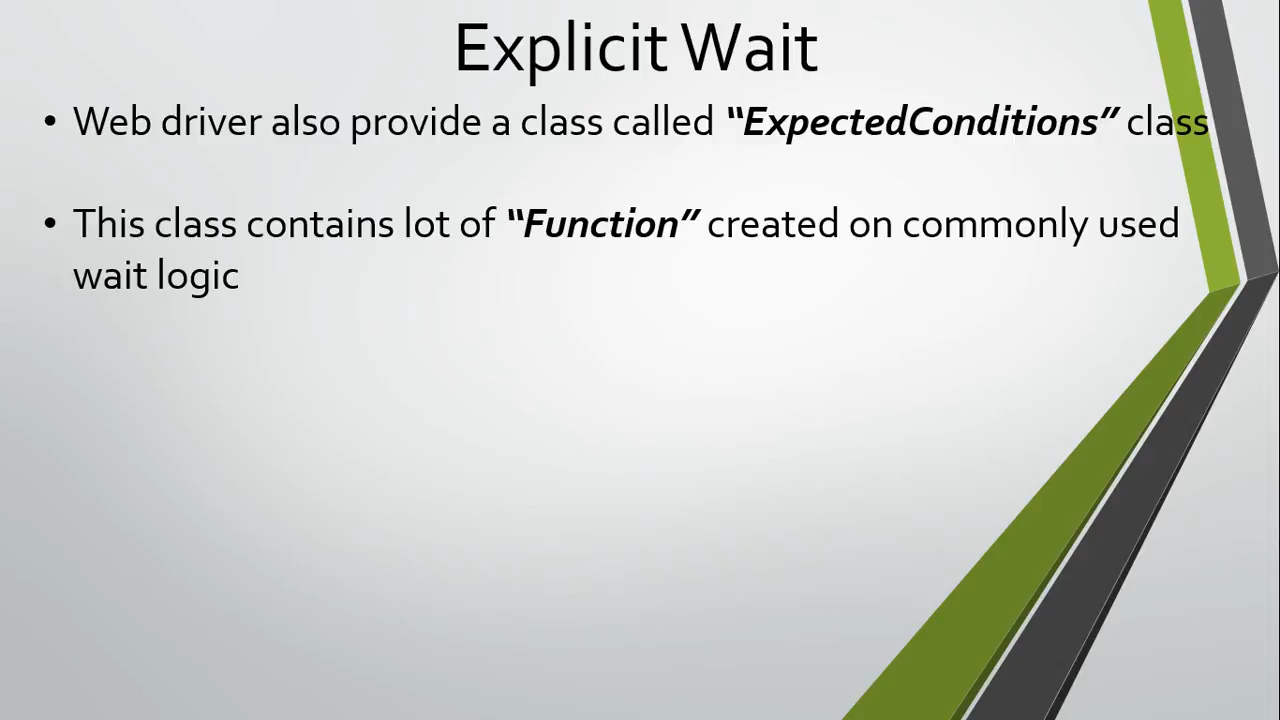 Explicit Wait
• Web driver also provide a class called “ExpectedConditions” class
• This class contains lot of “Function” created on commonly used
wait logic